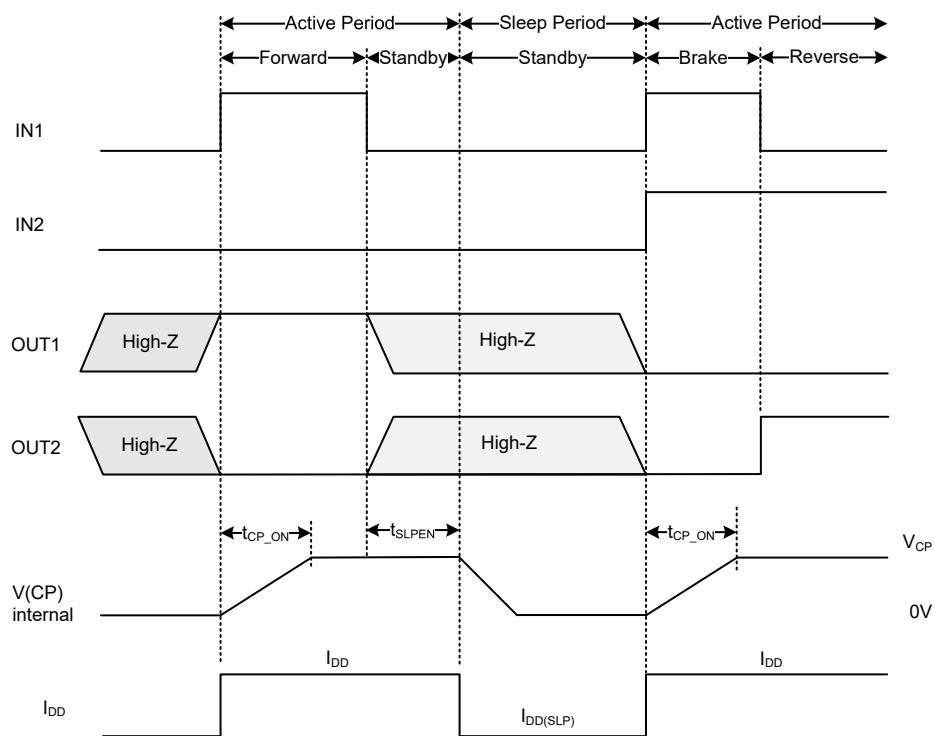 Active Period Sleep Period Active Period
Forward Standby Standby Brake Reverse
IN1
IN2
OUT1 High-Z High-Z
OUT2 High-Z High-Z
tCP_ON tSLPEN tCP_ON
VCP
V(CP)
internal
0V
IDD IDD
IDD IDD(SLP)